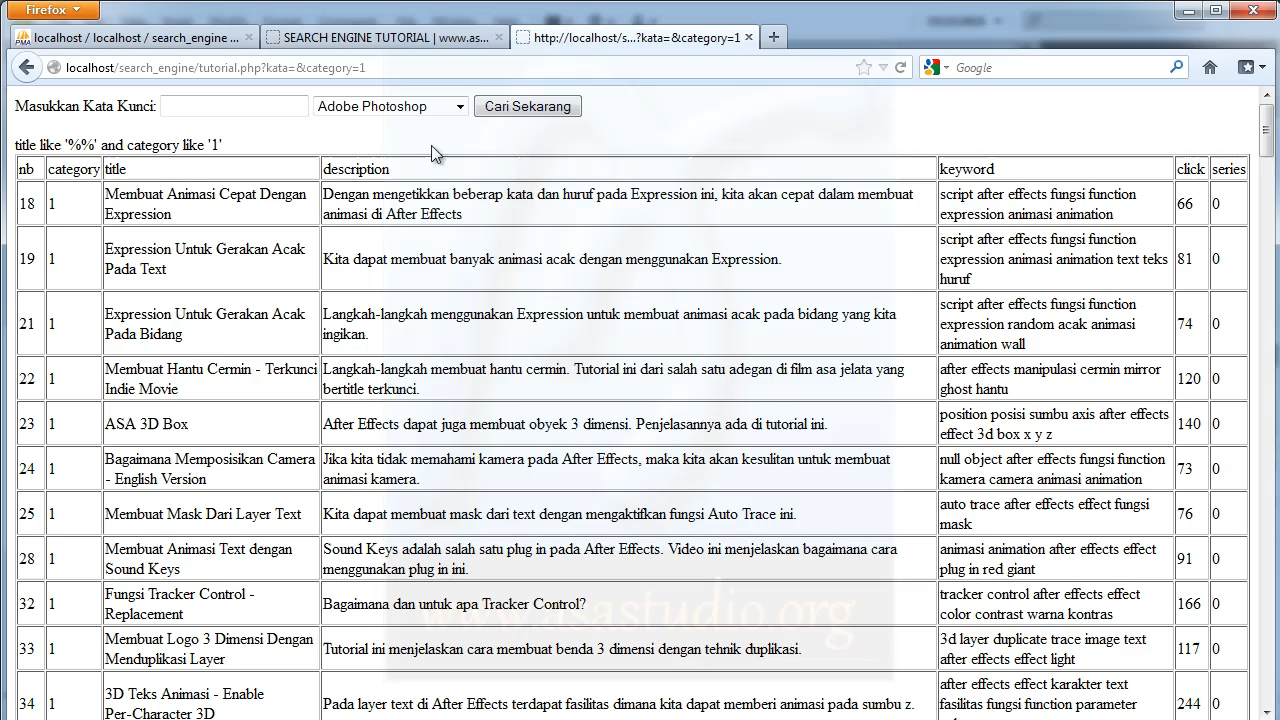 Firefox
localhost / localhost / search_engine ...
SEARCH ENGINE TUTORIAL | www.as...
http://localhost/s...?kata=&category=1
localhost/search_engine/tutorial.php?kata=&category=1
Google
Masukkan Kata Kunci:
Adobe Photoshop
Cari Sekarang
title like '%%' and category like '1'
nb category title description keyword click series
18 1 Membuat Animasi Cepat Dengan Expression Dengan mengetikkan beberap kata dan huruf pada Expression ini, kita akan cepat dalam membuat animasi di After Effects script after effects fungsi function expression animasi animation 66 0
19 1 Expression Untuk Gerakan Acak Pada Text Kita dapat membuat banyak animasi acak dengan menggunakan Expression. script after effects fungsi function expression animasi animation text teks huruf 81 0
21 1 Expression Untuk Gerakan Acak Pada Bidang Langkah-langkah menggunakan Expression untuk membuat animasi acak pada bidang yang kita ingikan. script after effects fungsi function expression random acak animasi animation wall 74 0
22 1 Membuat Hantu Cermin - Terkunci Indie Movie Langkah-langkah membuat hantu cermin. Tutorial ini dari salah satu adegan di film asa jelata yang bertitle terkunci. after effects manipulasi cermin mirror ghost hantu 120 0
23 1 ASA 3D Box After Effects dapat juga membuat obyek 3 dimensi. Penjelasannya ada di tutorial ini. position posisi sumbu axis after effects effect 3d box x y z 140 0
24 1 Bagaimana Memposisikan Camera - English Version Jika kita tidak memahami kamera pada After Effects, maka kita akan kesulitan untuk membuat animasi kamera. null object after effects fungsi function kamera camera animasi animation 73 0
25 1 Membuat Mask Dari Layer Text Kita dapat membuat mask dari text dengan mengaktifkan fungsi Auto Trace ini. auto trace after effects effect fungsi mask 76 0
28 1 Membuat Animasi Text dengan Sound Keys Sound Keys adalah salah satu plug in pada After Effects. Video ini menjelaskan bagaimana cara menggunakan plug in ini. animasi animation after effects effect plug in red giant 91 0
32 1 Fungsi Tracker Control - Replacement Bagaimana dan untuk apa Tracker Control? tracker control after effects effect color contrast warna kontras 166 0
33 1 Membuat Logo 3 Dimensi Dengan Menduplikasi Layer Tutorial ini menjelaskan cara membuat benda 3 dimensi dengan tehnik duplikasi. 3d layer duplicate trace image text after effects effect light 117 0
34 1 3D Teks Animasi - Enable Per-Character 3D Pada layer text di After Effects terdapat fasilitas dimana kita dapat memberi animasi pada sumbu z. after effects effect karakter text fasilitas fungsi function parameter 244 0
www.asastudio.org